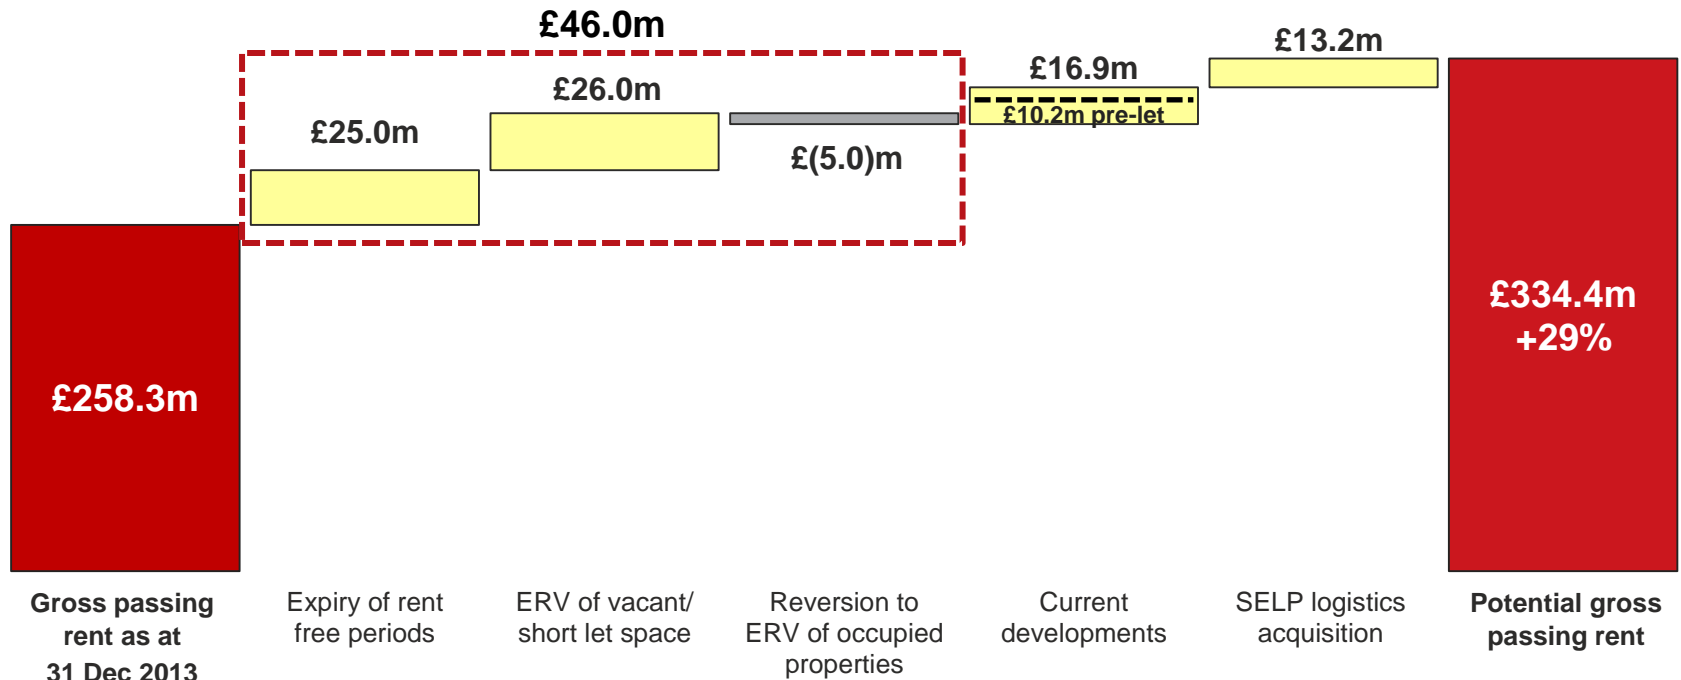 £46.0m
£25.0m
£26.0m
£(5.0)m
£16.9m
£10.2m pre-let
£13.2m
£258.3m
£334.4m
+29%
Gross passing
rent as at
31 Dec 2013
Expiry of rent
free periods
ERV of vacant/
short let space
Reversion to
ERV of occupied
properties
Current
developments
SELP logistics
acquisition
Potential gross
passing rent